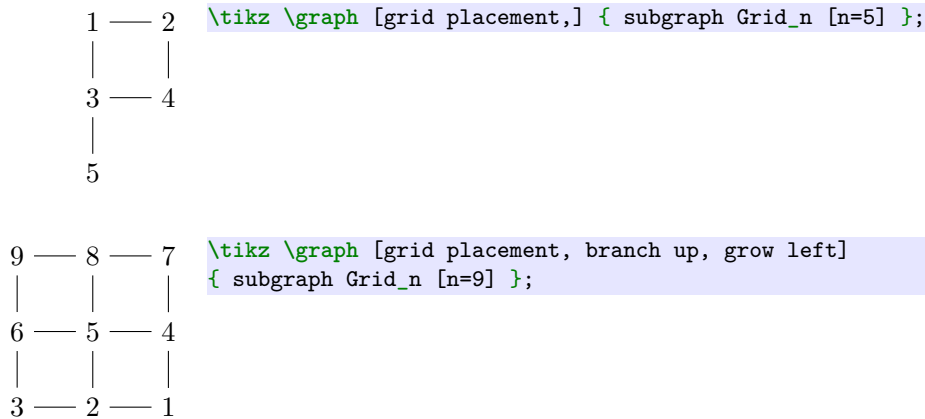 1 2
3 4
5
\tikz \graph [grid placement,] { subgraph Grid_n [n=5] };
9 8 7
6 5 4
3 2 1
\tikz \graph [grid placement, branch up, grow left]
{ subgraph Grid_n [n=9] };